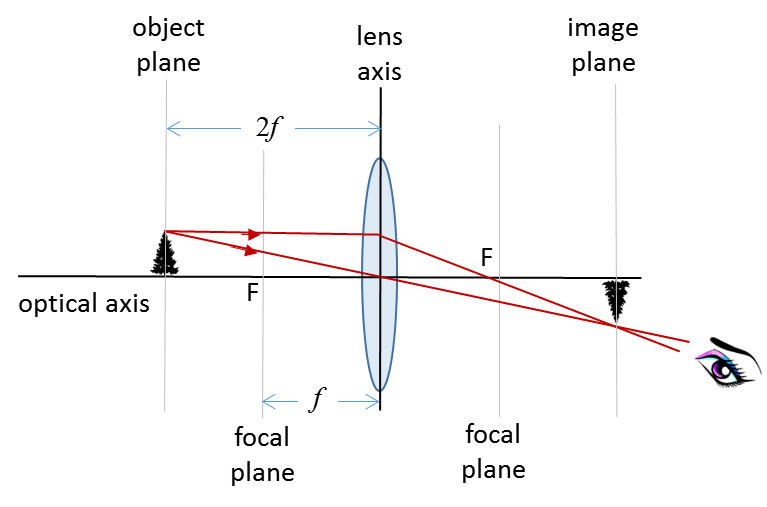 object
plane
lens
axis
image
plane
2f
F
F
optical axis
f
focal
plane
focal
plane